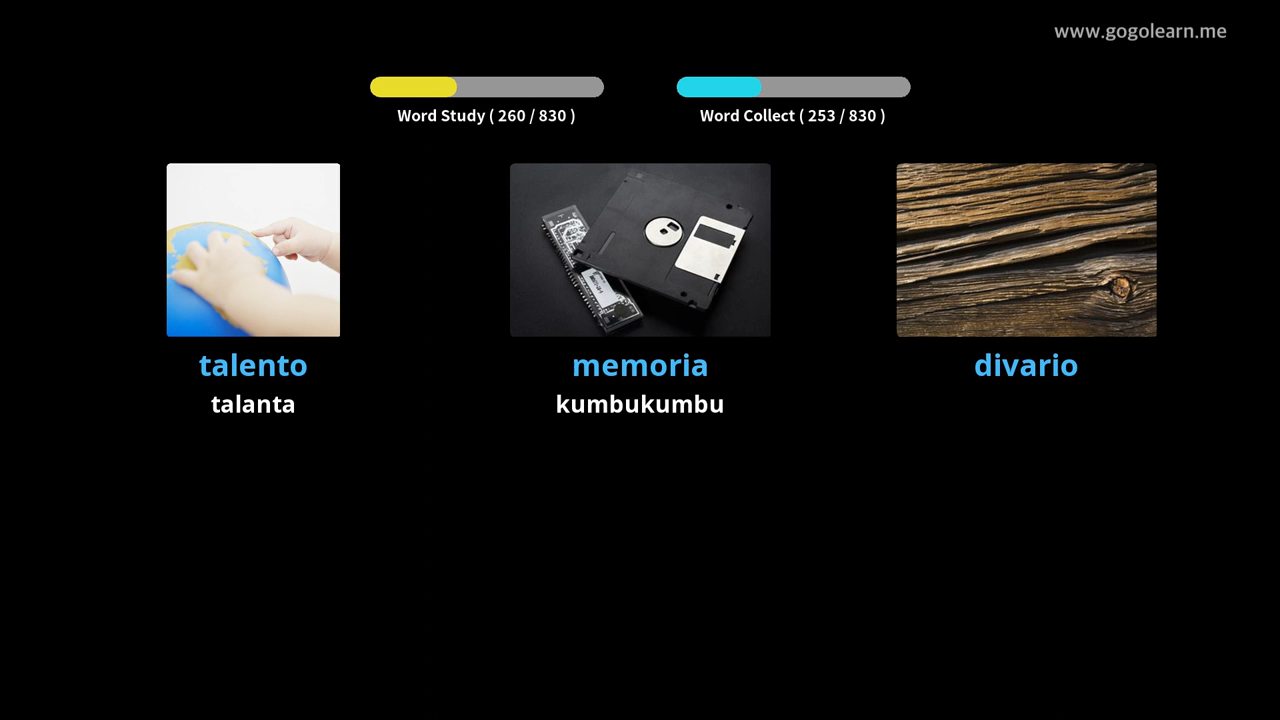 www.gogolearn.me
Word Study ( 260 / 830 )
Word Collect ( 253 / 830 )
talento
talanta
memoria
kumbukumbu
divario